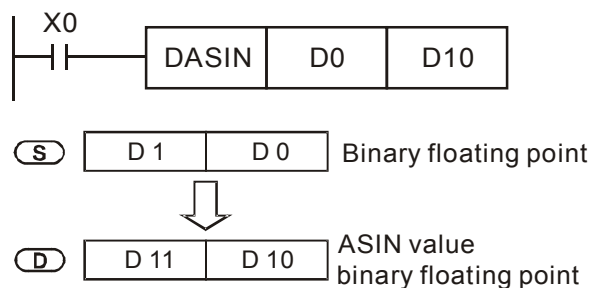 X0
DASIN D0 D10
S D 1 D 0 Binary floating point
D D 11 D 10 ASIN value
binary floating point